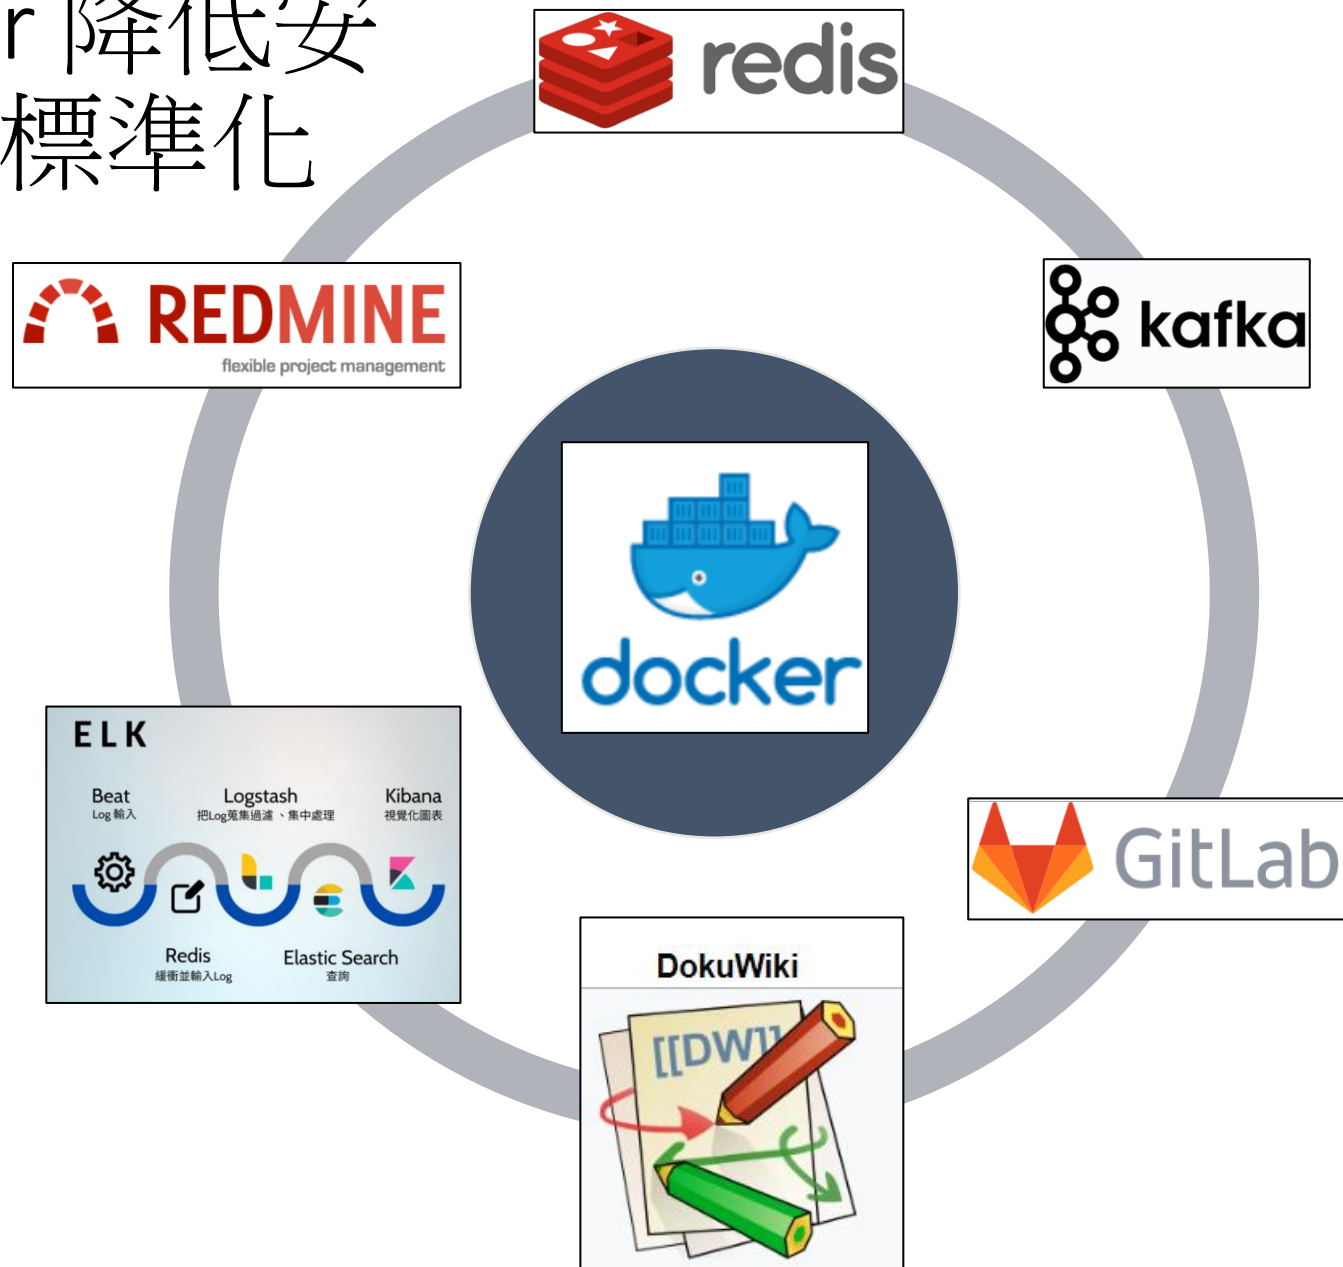 r 降低安
標準化
redis
REDMINE
flexible project management
kafka
docker
ELK
Beat
Log 輸入
Logstash
把Log蒐集過濾、集中處理
Kibana
視覺化圖表
Redis
緩衝並輸入Log
Elastic Search
查詢
GitLab
DokuWiki
[[DW]]